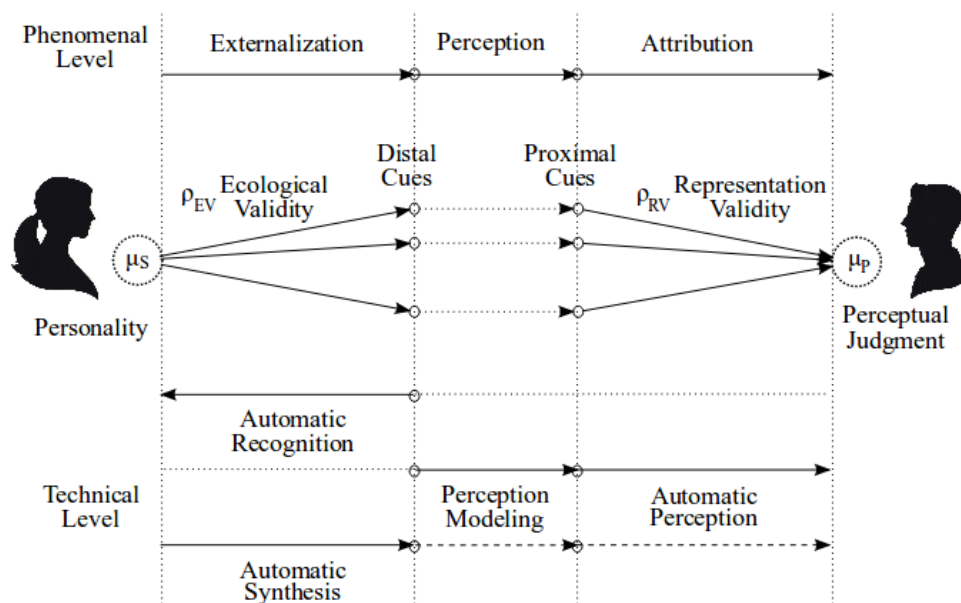 Phenomenal
Level
Externalization
Perception
Attribution
Distal
Cues
Proximal
Cues
ρEV Ecological
Validity
ρRV Representation
Validity
μS
μP
Personality
Perceptual
Judgment
Automatic
Recognition
Technical
Level
Perception
Modeling
Automatic
Perception
Automatic
Synthesis